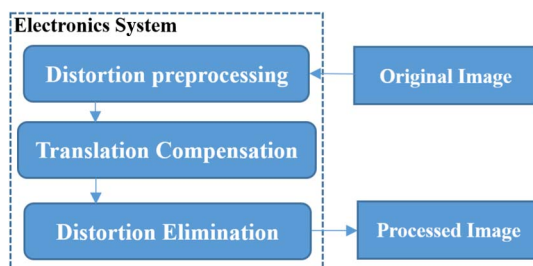 Electronics System
Distortion preprocessing
Original Image
Translation Compensation
Distortion Elimination
Processed Image